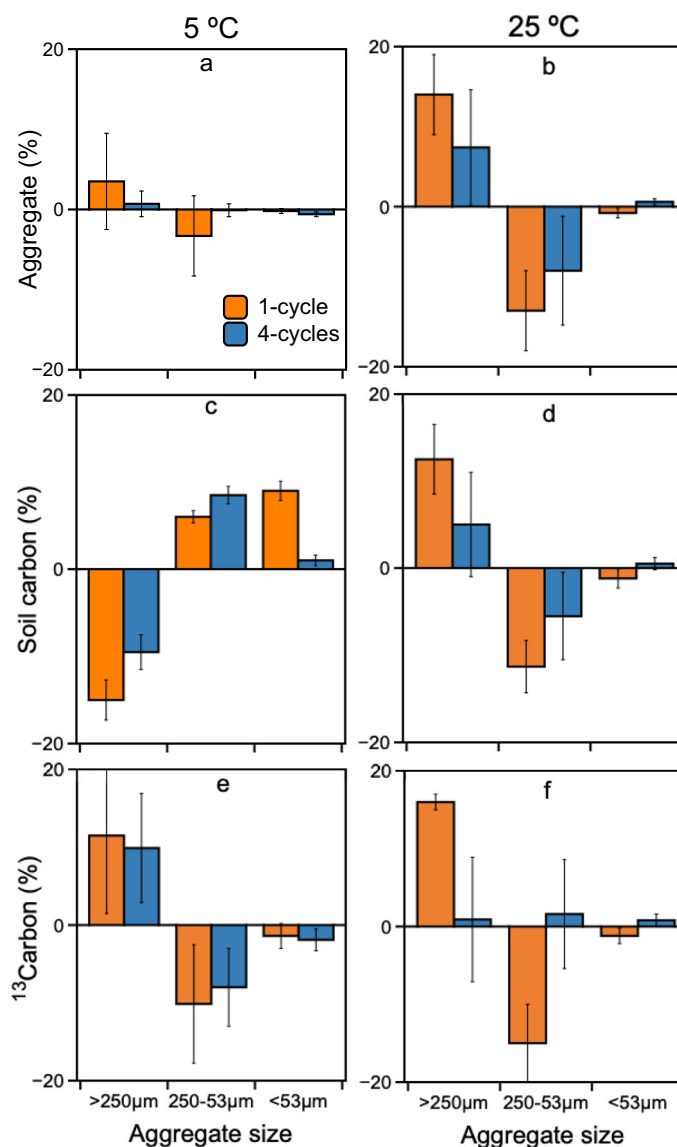 5 ºC
25 ºC
a
b
20
0
−20
Aggregate (%)
1-cycle
4-cycles
20
0
−20
c
d
20
0
−20
Soil carbon (%)
20
0
−20
e
f
20
0
−20
¹³Carbon (%)
20
0
−20
>250µm 250-53µm <53µm
>250µm 250-53µm <53µm
Aggregate size
Aggregate size